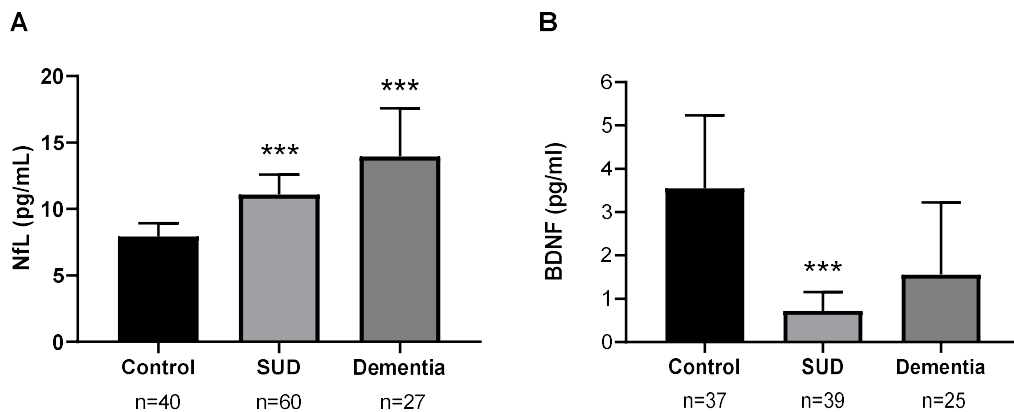 A
NfL (pg/mL)
20
15
10
5
0
***
***
Control SUD Dementia
n=40 n=60 n=27
B
BDNF (pg/ml)
6
5
4
3
2
1
0
***
Control SUD Dementia
n=37 n=39 n=25